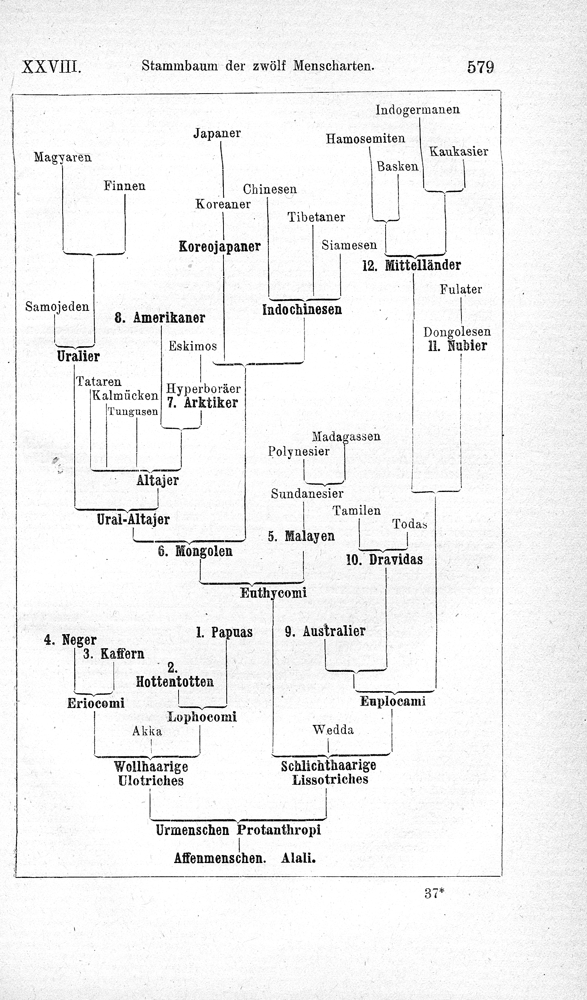 XXVIII. Stammbaum der zwölf Menscharten. 579
Indogermanen
Japaner
Hamosemiten
Kaukasier
Magyaren
Basken
Finnen
Chinesen
Koreaner
Tibetaner
Koreojapaner
Siamesen
12. Mittelländer
Fulater
Samojeden
Indochinesen
8. Amerikaner
Dongolesen
Eskimos
11. Nubier
Uralier
Tataren
Hyperboräer
Kalmücken
7. Arktiker
Tungusen
Madagassen
Polynesier
Altajer
Sundanesier
Tamilen
Ural-Altajer
Todas
5. Malayen
6. Mongolen
10. Dravidas
Euthycomi
1. Papuas
9. Australier
4. Neger
3. Kaffern
2.
Hottentotten
Eriocomi
Euplocami
Lophocomi
Akka
Wedda
Wollhaarige
Schlichthaarige
Ulotriches
Lissotriches
Urmenschen Protanthropi
Affenmenschen. Alali.
37*